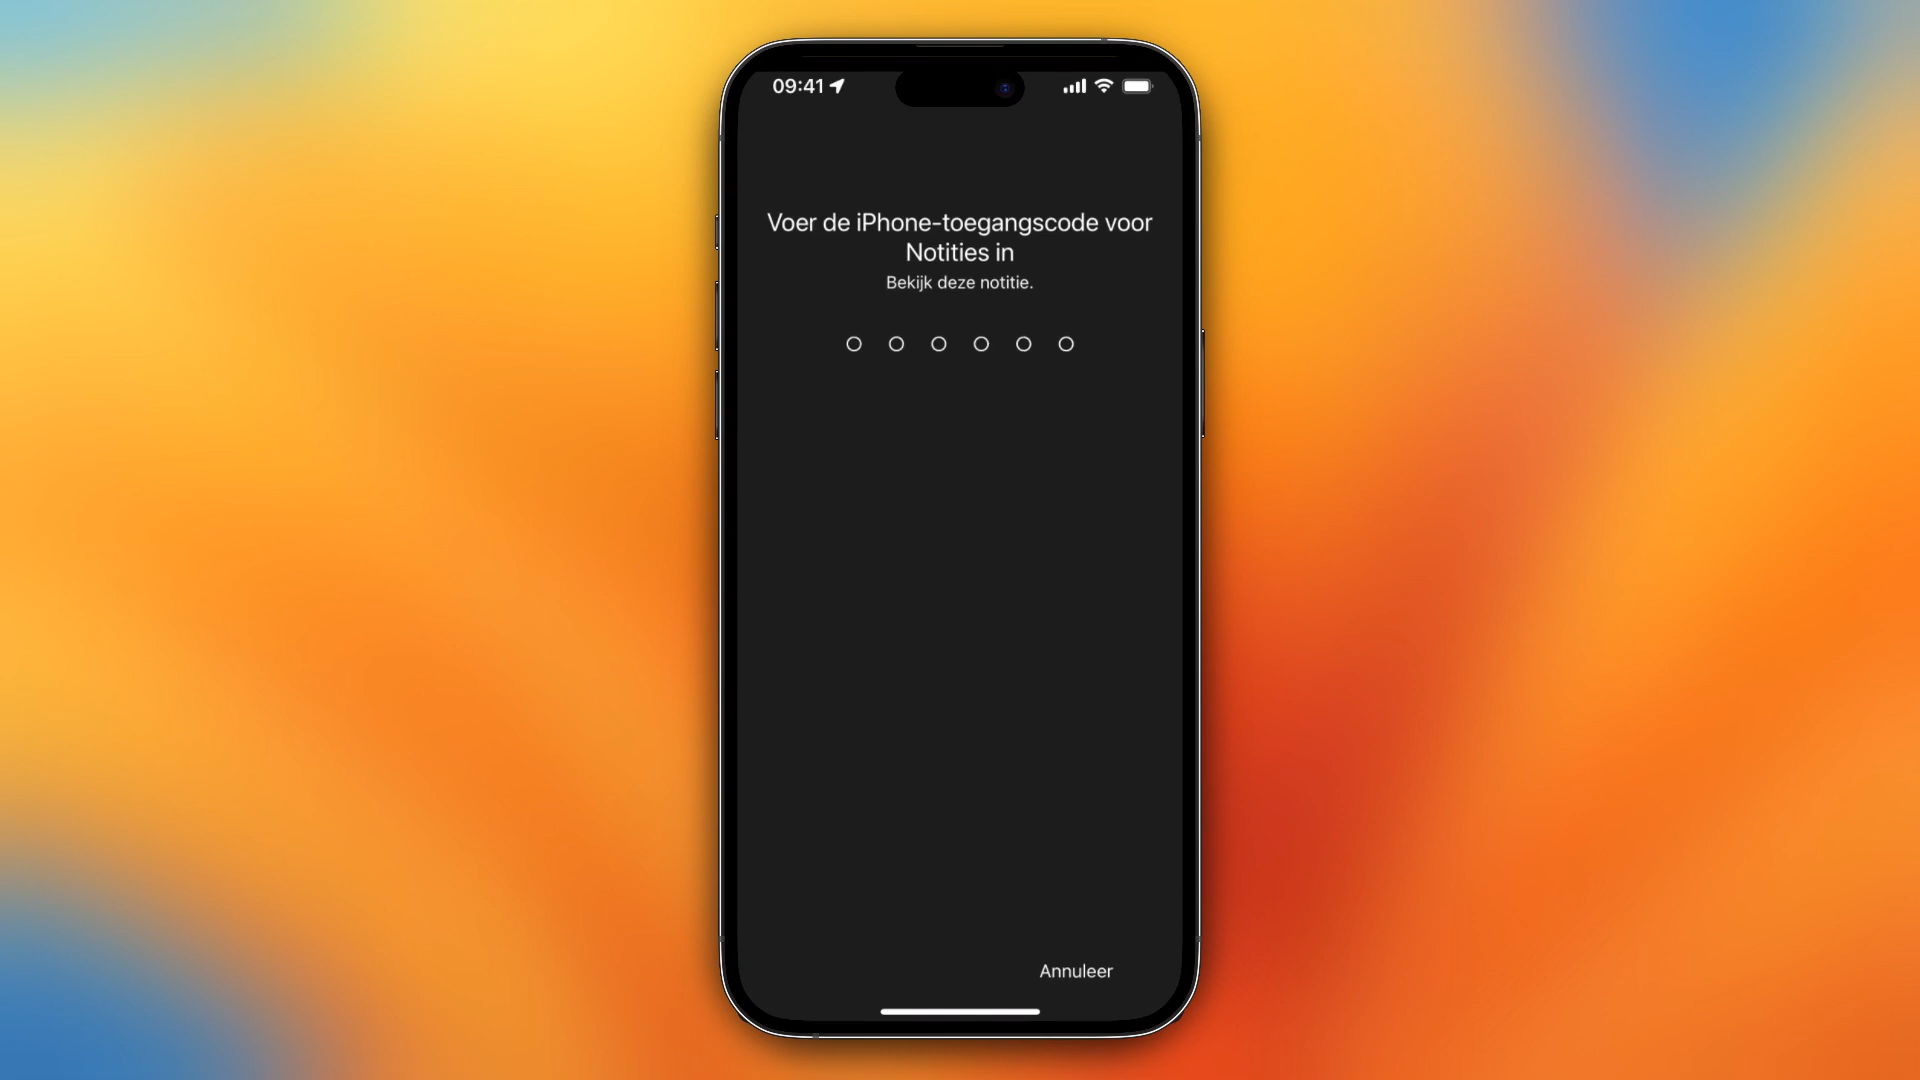 09:41
Voer de iPhone-toegangscode voor
Notities in
Bekijk deze notitie.
Annuleer